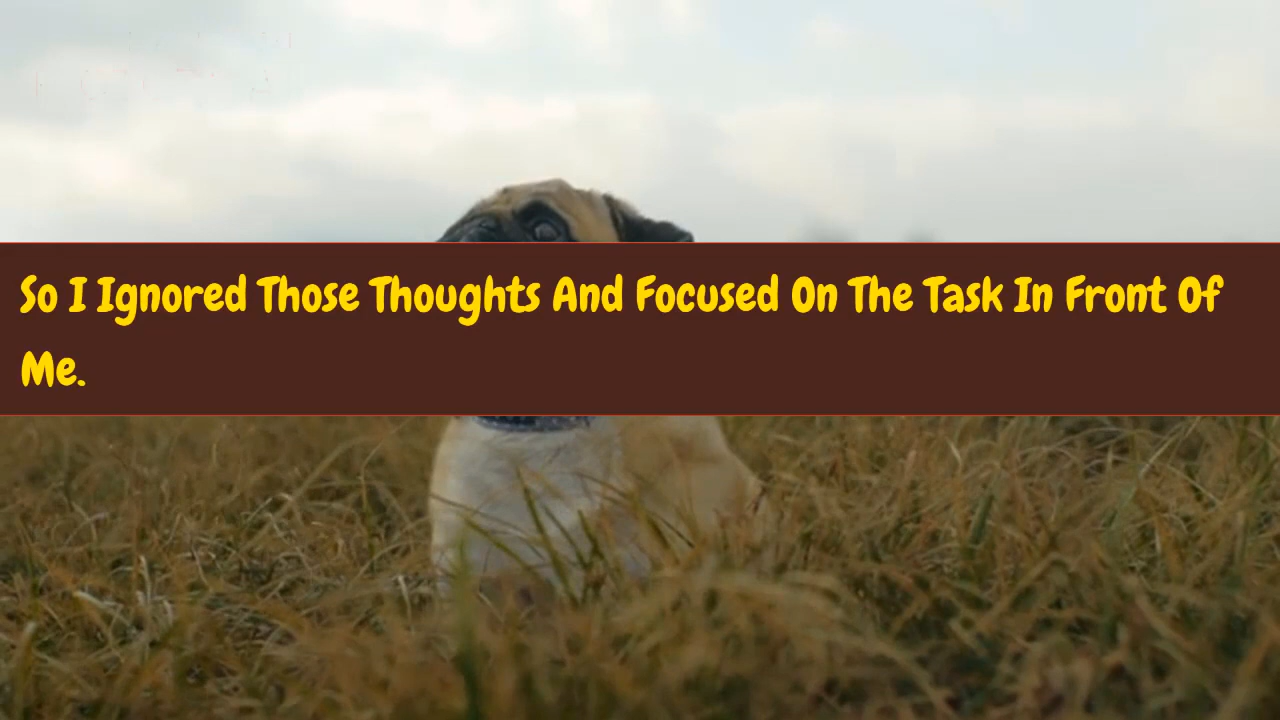 So I Ignored Those Thoughts And Focused On The Task In Front Of
Me.